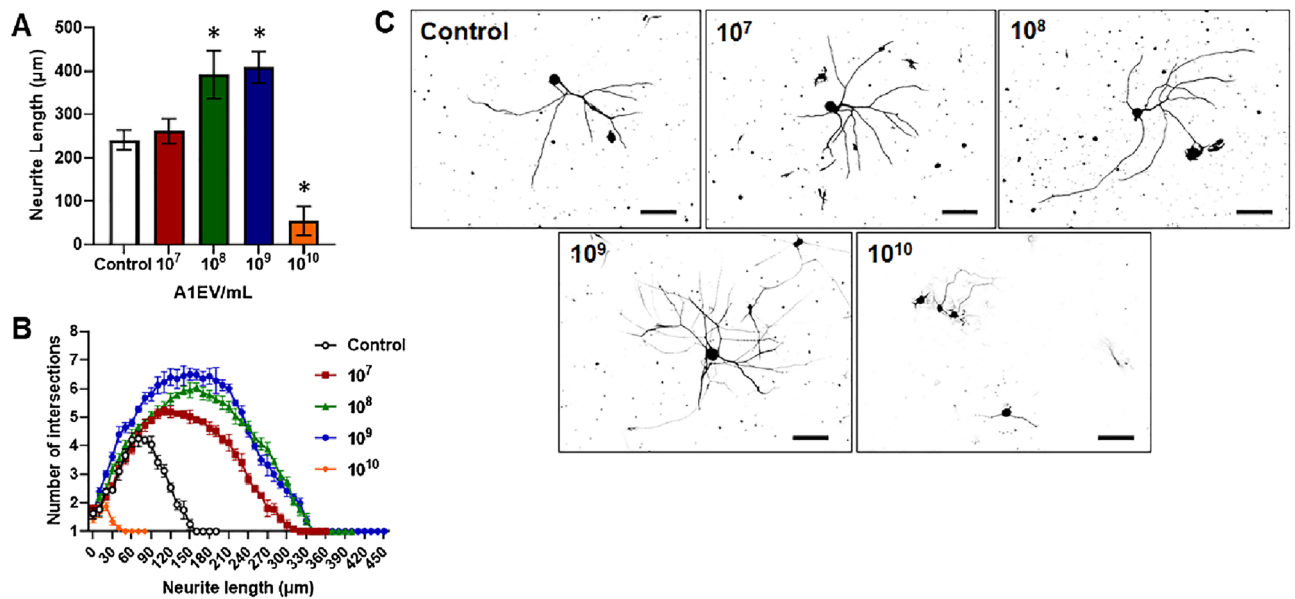 A
500
400
300
200
100
0
Neurite Length (µm)
* * *
Control 10⁷ 10⁸ 10⁹ 10¹⁰
A1EV/mL
B
8
7
6
5
4
3
2
1
Number of intersections
Control
10⁷
10⁸
10⁹
10¹⁰
0 30 60 90 120 150 180 210 240 270 300 330 360 390 420 450
Neurite length (µm)
C
Control 10⁷ 10⁸
10⁹ 10¹⁰